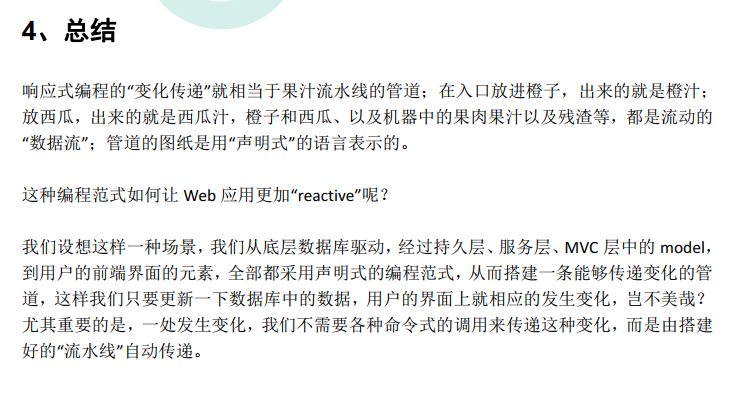 4、总结
响应式编程的“变化传递”就相当于果汁流水线的管道；在入口放进橙子，出来的就是橙汁；
放西瓜，出来的就是西瓜汁，橙子和西瓜、以及机器中的果肉果汁以及残渣等，都是流动的
“数据流”；管道的图纸是用“声明式”的语言表示的。
这种编程范式如何让 Web 应用更加“reactive”呢？
我们设想这样一种场景，我们从底层数据库驱动，经过持久层、服务层、MVC 层中的 model，
到用户的前端界面的元素，全部都采用声明式的编程范式，从而搭建一条能够传递变化的管
道，这样我们只要更新一下数据库中的数据，用户的界面上就相应的发生变化，岂不美哉？
尤其重要的是，一处发生变化，我们不需要各种命令式的调用来传递这种变化，而是由搭建
好的“流水线”自动传递。